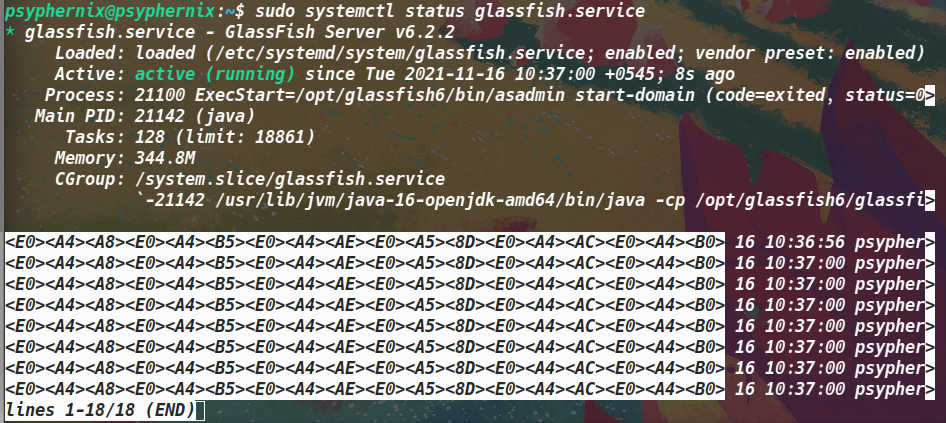 psyphernix@psyphernix:~$ sudo systemctl status glassfish.service
* glassfish.service - GlassFish Server v6.2.2
Loaded: loaded (/etc/systemd/system/glassfish.service; enabled; vendor preset: enabled)
Active: active (running) since Tue 2021-11-16 10:37:00 +0545; 8s ago
Process: 21100 ExecStart=/opt/glassfish6/bin/asadmin start-domain (code=exited, status=0>
Main PID: 21142 (java)
Tasks: 128 (limit: 18861)
Memory: 344.8M
CGroup: /system.slice/glassfish.service
`-21142 /usr/lib/jvm/java-16-openjdk-amd64/bin/java -cp /opt/glassfish6/glassfi>
<E0><A4><A8><E0><A4><B5><E0><A4><AE><E0><A5><8D><E0><A4><AC><E0><A4><B0> 16 10:36:56 psypher>
<E0><A4><A8><E0><A4><B5><E0><A4><AE><E0><A5><8D><E0><A4><AC><E0><A4><B0> 16 10:37:00 psypher>
<E0><A4><A8><E0><A4><B5><E0><A4><AE><E0><A5><8D><E0><A4><AC><E0><A4><B0> 16 10:37:00 psypher>
<E0><A4><A8><E0><A4><B5><E0><A4><AE><E0><A5><8D><E0><A4><AC><E0><A4><B0> 16 10:37:00 psypher>
<E0><A4><A8><E0><A4><B5><E0><A4><AE><E0><A5><8D><E0><A4><AC><E0><A4><B0> 16 10:37:00 psypher>
<E0><A4><A8><E0><A4><B5><E0><A4><AE><E0><A5><8D><E0><A4><AC><E0><A4><B0> 16 10:37:00 psypher>
<E0><A4><A8><E0><A4><B5><E0><A4><AE><E0><A5><8D><E0><A4><AC><E0><A4><B0> 16 10:37:00 psypher>
<E0><A4><A8><E0><A4><B5><E0><A4><AE><E0><A5><8D><E0><A4><AC><E0><A4><B0> 16 10:37:00 psypher>
lines 1-18/18 (END)